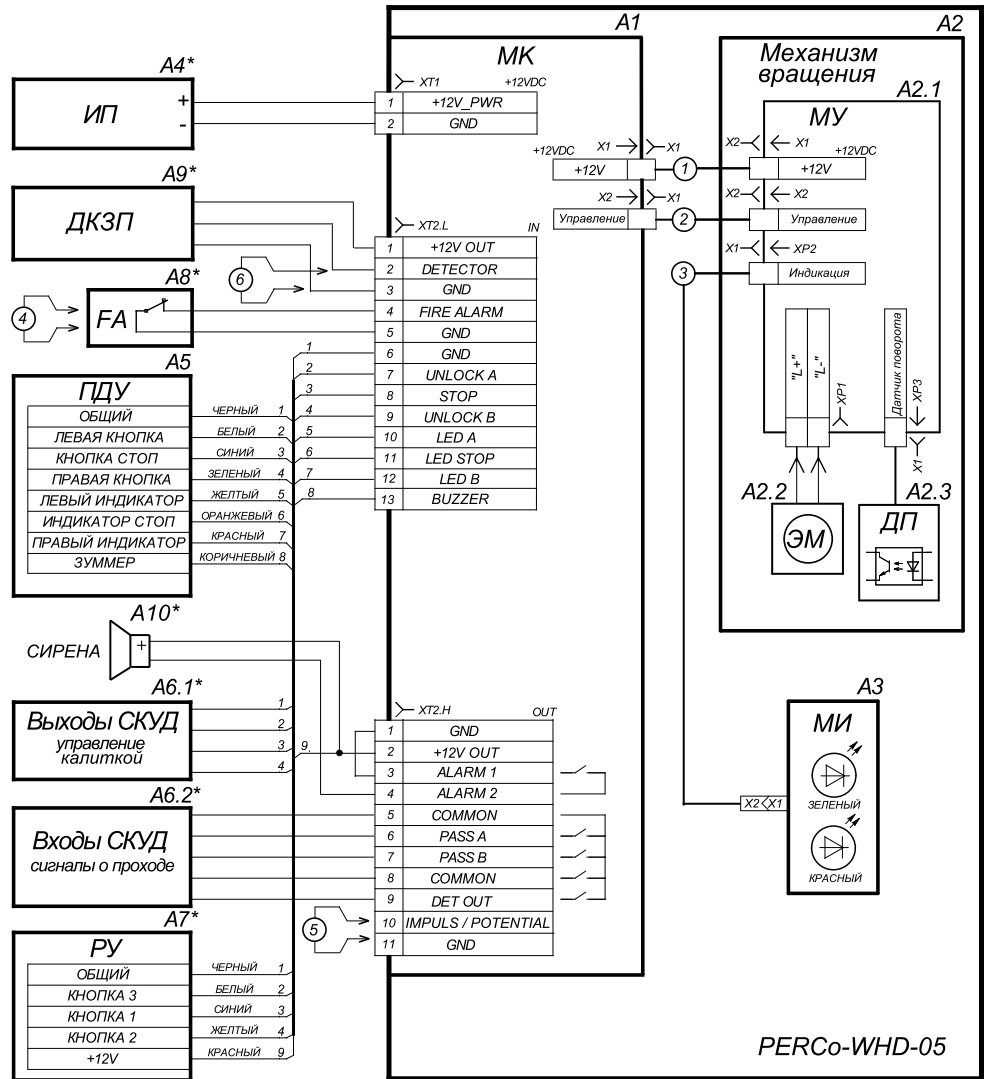 A1
A2
МК
Механизм
вращения
A2.1
МУ
A4*
ИП
+
-
XT1 +12VDC
1 +12V_PWR
2 GND
+12VDC X1 X1
+12V
1
X2 X1
+12VDC
+12V
X2 X1
Управление
2
X2 X2
Управление
X1 XP2
3
Индикация
"L+"
"L-"
XP1
Датчик поворота
XP3
X1
A2.2
ЭМ
A2.3
ДП
A9*
ДКЗП
XT2.L IN
1 +12V OUT
2 DETECTOR
3 GND
4 FIRE ALARM
5 GND
6 GND
7 UNLOCK A
8 STOP
9 UNLOCK B
10 LED A
11 LED STOP
12 LED B
13 BUZZER
6
A8*
4
FA
1
2
3
4
5
6
7
8
A5
ПДУ
ОБЩИЙ ЧЕРНЫЙ 1
ЛЕВАЯ КНОПКА БЕЛЫЙ 2
КНОПКА СТОП СИНИЙ 3
ПРАВАЯ КНОПКА ЗЕЛЕНЫЙ 4
ЛЕВЫЙ ИНДИКАТОР ЖЕЛТЫЙ 5
ИНДИКАТОР СТОП ОРАНЖЕВЫЙ 6
ПРАВЫЙ ИНДИКАТОР КРАСНЫЙ 7
ЗУММЕР КОРИЧНЕВЫЙ 8
A10*
СИРЕНА +
A6.1*
Выходы СКУД
управление
калиткой
1
2
3
4
9.
XT2.H OUT
1 GND
2 +12V OUT
3 ALARM 1
4 ALARM 2
5 COMMON
6 PASS A
7 PASS B
8 COMMON
9 DET OUT
10 IMPULS / POTENTIAL
11 GND
5
A6.2*
Входы СКУД
сигналы о проходе
A7*
РУ
ОБЩИЙ ЧЕРНЫЙ 1
КНОПКА 3 БЕЛЫЙ 2
КНОПКА 1 СИНИЙ 3
КНОПКА 2 ЖЕЛТЫЙ 4
+12V КРАСНЫЙ 9
A3
МИ
ЗЕЛЕНЫЙ
X2 X1
КРАСНЫЙ
PERCo-WHD-05